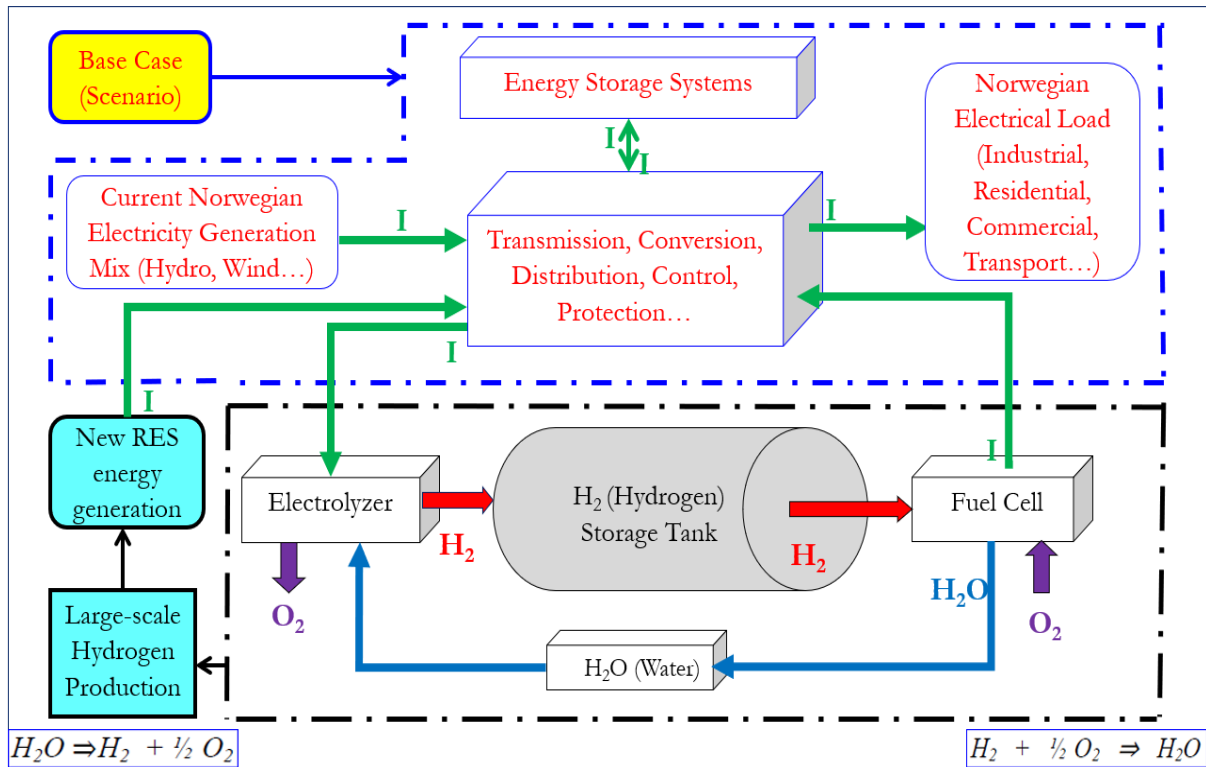 Base Case
(Scenario)
Energy Storage Systems
Norwegian
Electrical Load
(Industrial,
Residential,
Commercial,
Transport…)
I
I
Current Norwegian
Electricity Generation
Mix (Hydro, Wind…)
I
Transmission, Conversion,
Distribution, Control,
Protection…
I
I
I
New RES
energy
generation
Electrolyzer
H₂ (Hydrogen)
Storage Tank
I
Fuel Cell
H₂
H₂
H₂O
O₂
O₂
Large-scale
Hydrogen
Production
H₂O (Water)
H₂O ⇒H₂ + ½ O₂
H₂ + ½ O₂ ⇒ H₂O